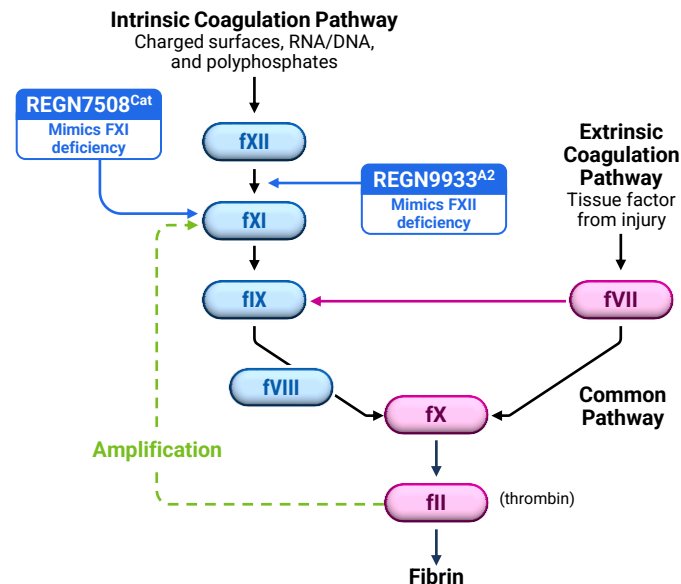 Intrinsic Coagulation Pathway
Charged surfaces, RNA/DNA,
and polyphosphates
REGN7508Cat
Mimics FXI
deficiency
fXII
Extrinsic
Coagulation
Pathway
Tissue factor
from injury
REGN9933A2
Mimics FXII
deficiency
fXI
fIX
fVII
fVIII
fX
Common
Pathway
Amplification
fII
(thrombin)
Fibrin